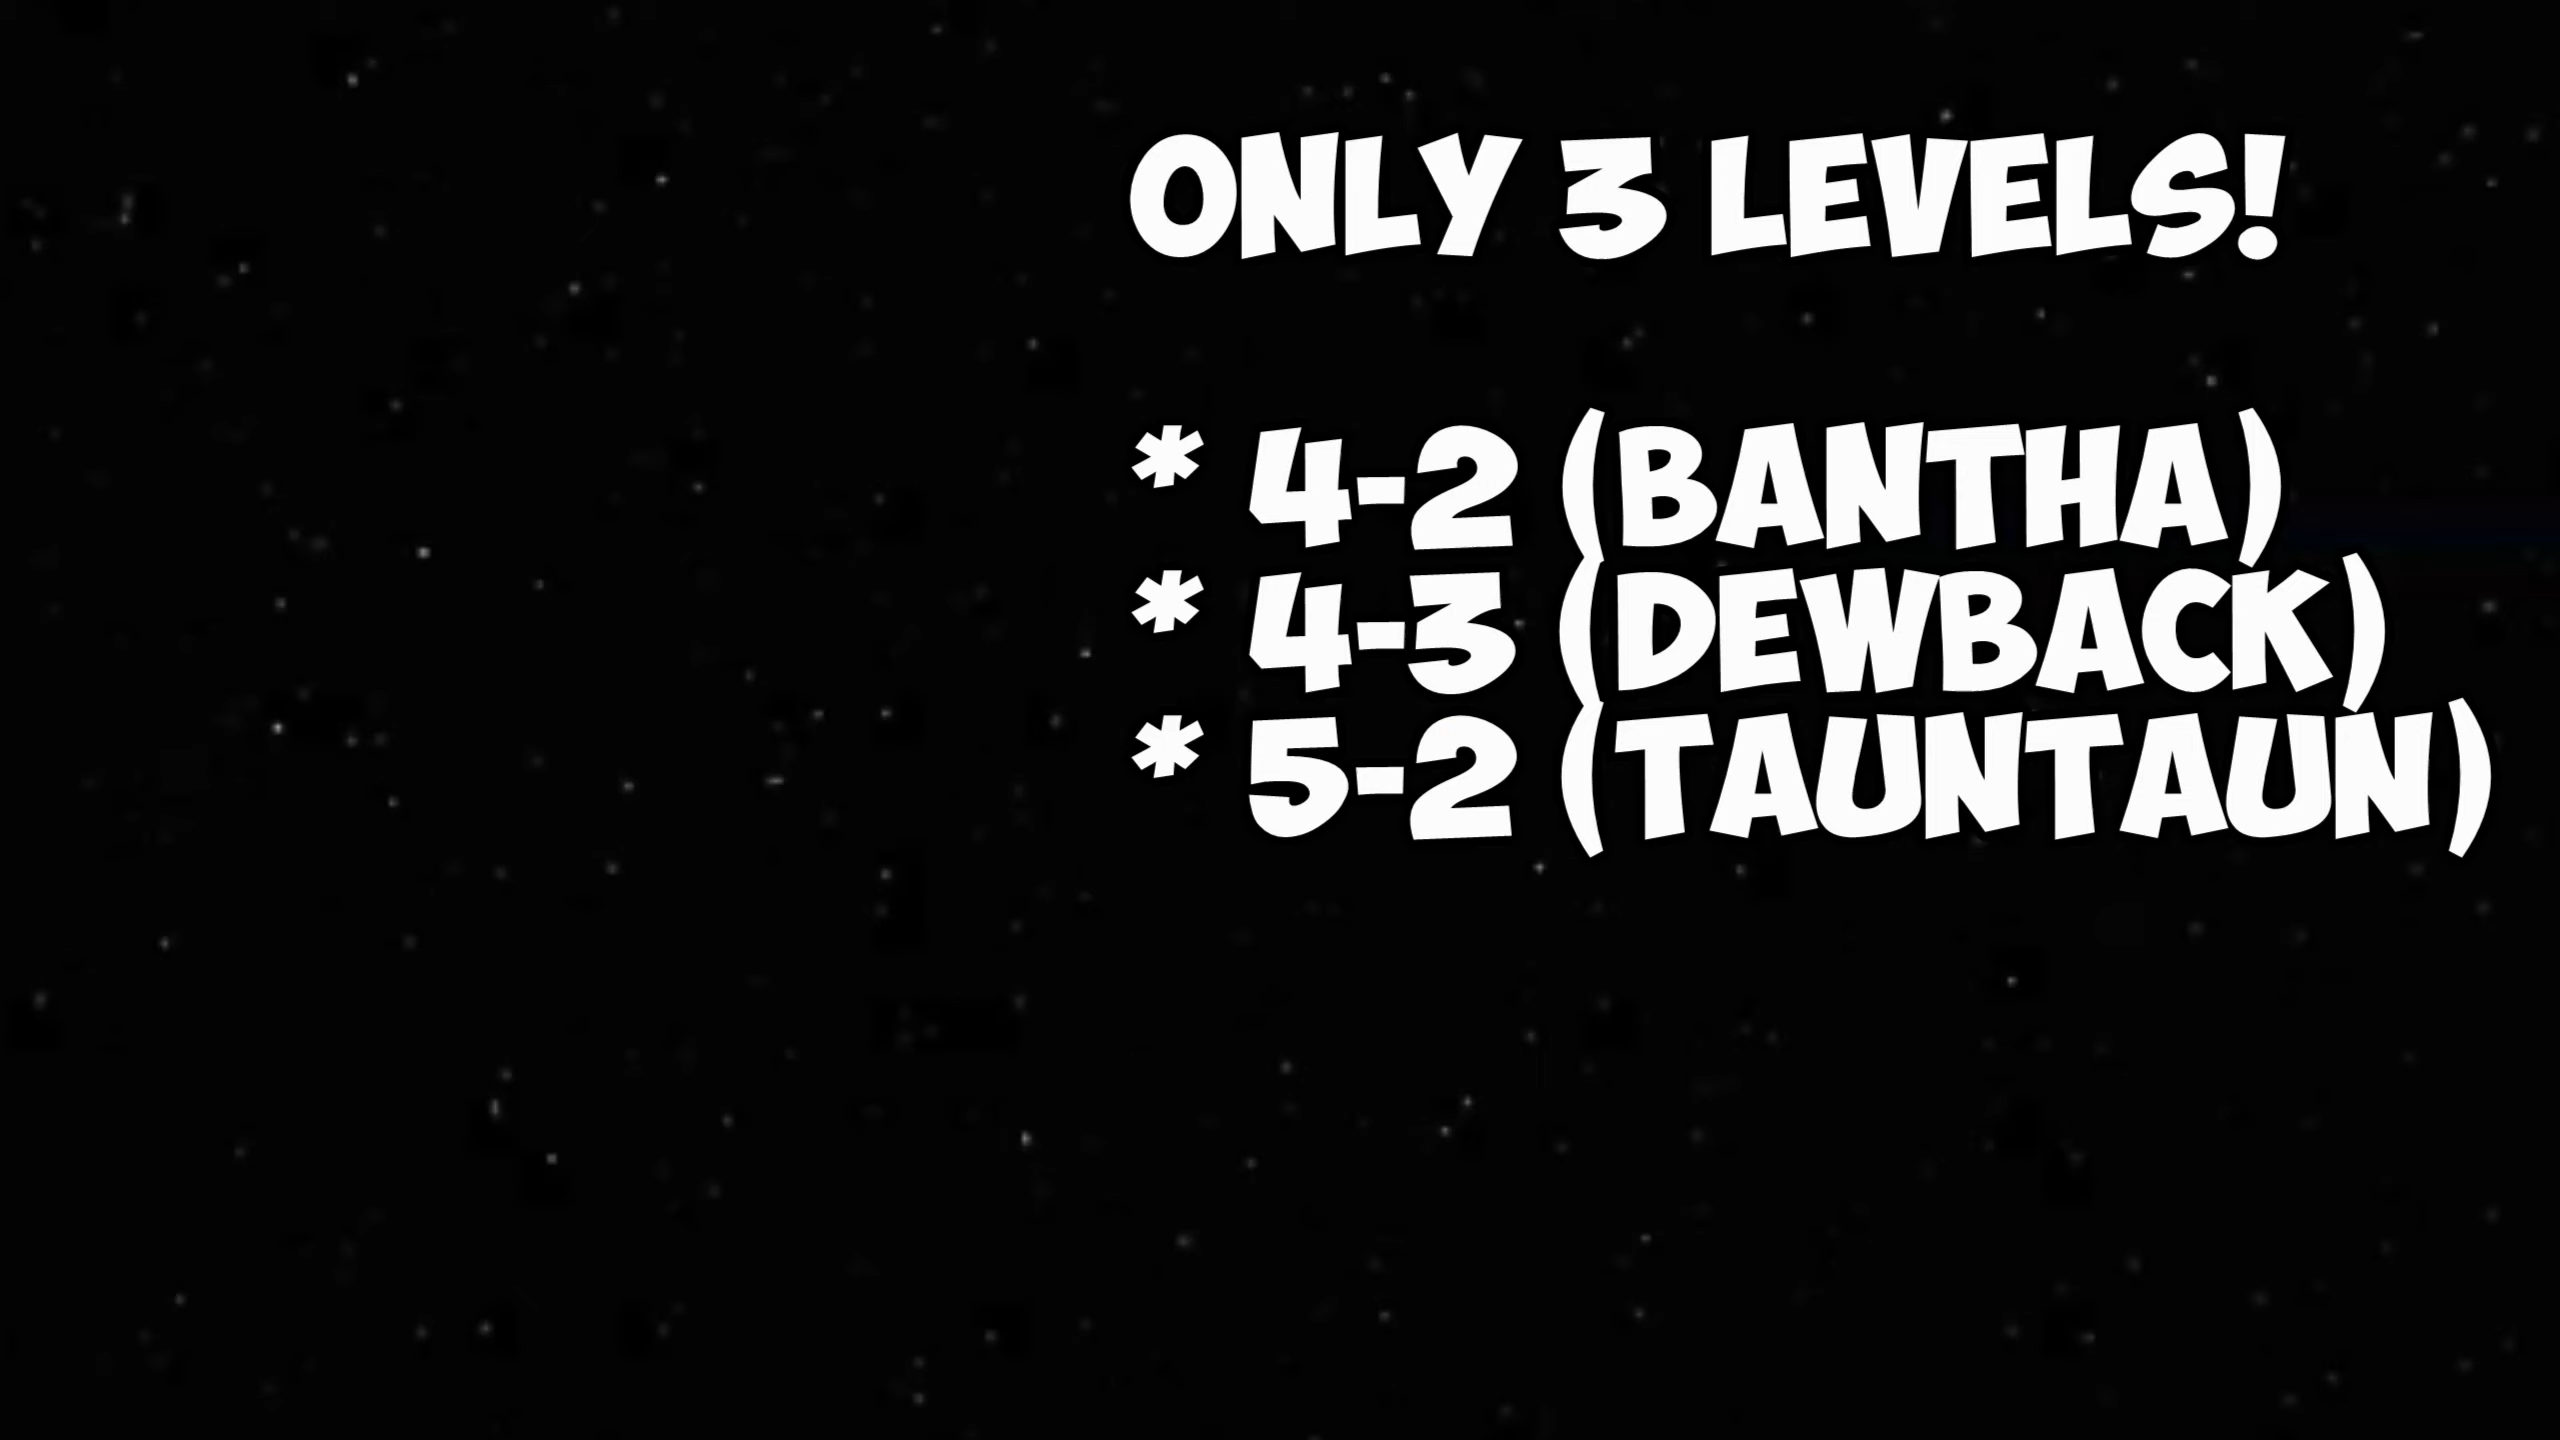 ONLY 3 LEVELS!
* 4-2 (BANTHA)
* 4-3 (DEWBACK)
* 5-2 (TAUNTAUN)